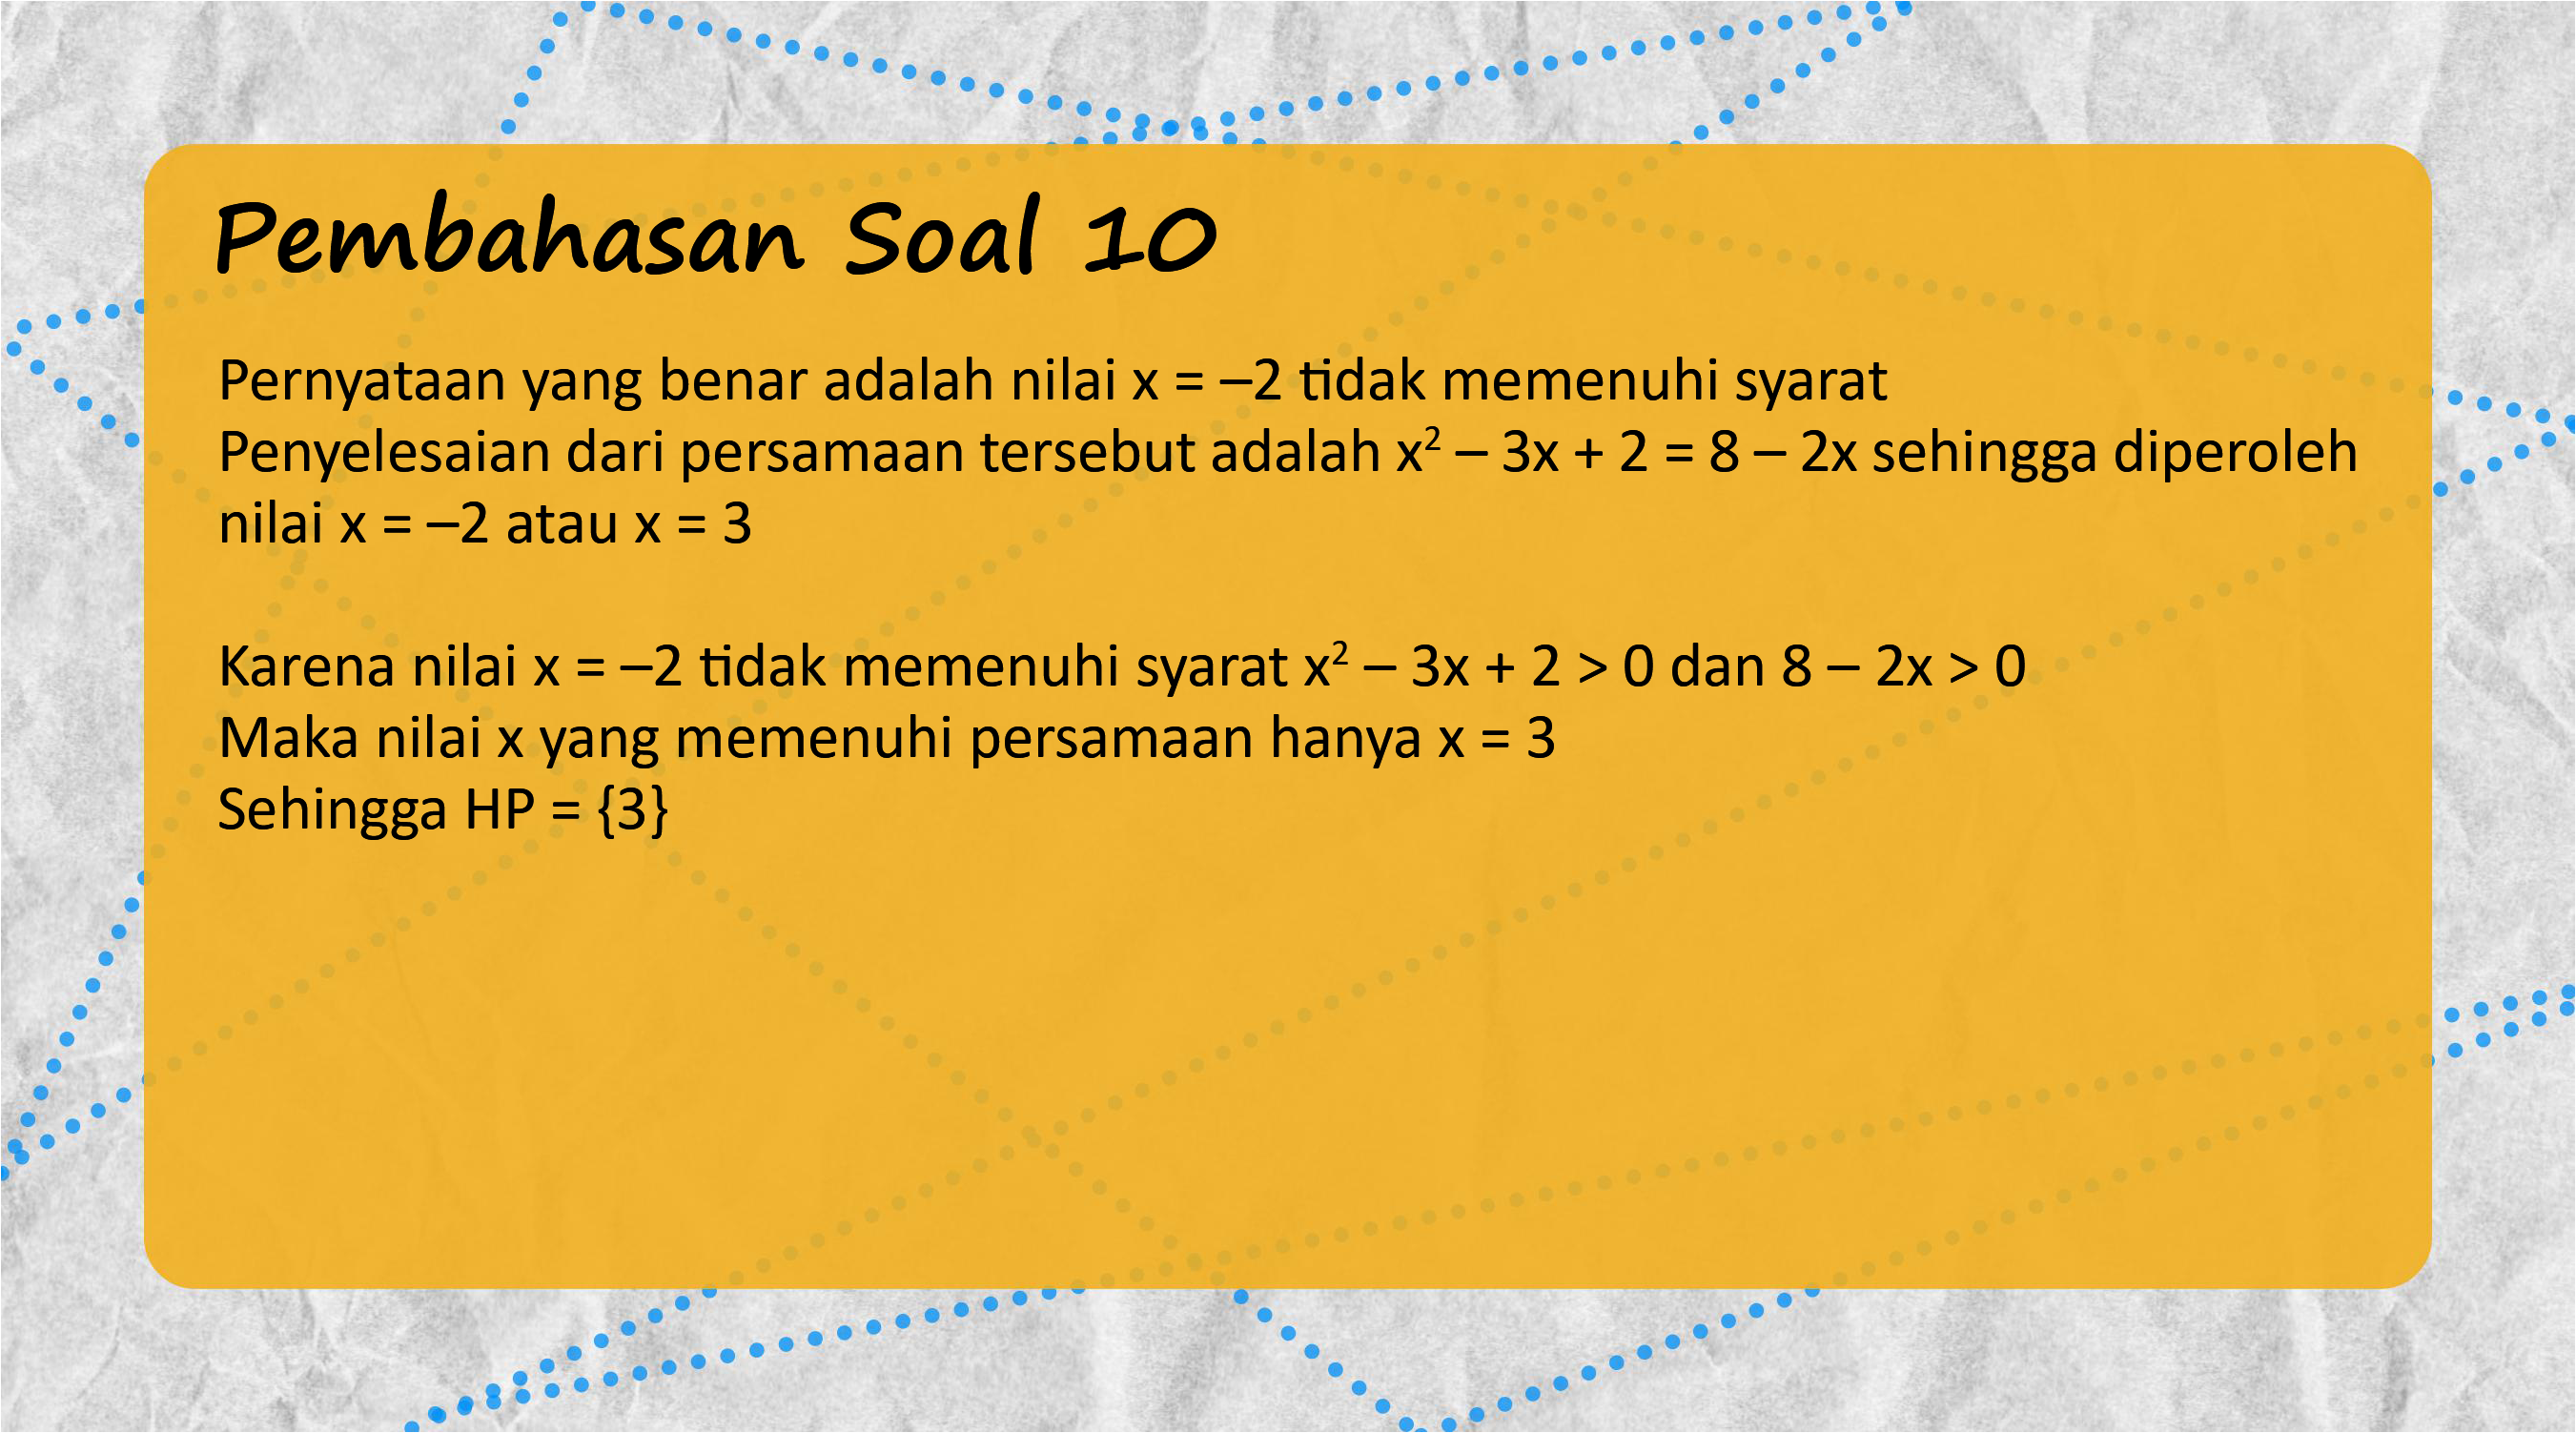 Pembahasan Soal 10
Pernyataan yang benar adalah nilai x = –2 tidak memenuhi syarat
Penyelesaian dari persamaan tersebut adalah x² – 3x + 2 = 8 – 2x sehingga diperoleh
nilai x = –2 atau x = 3
Karena nilai x = –2 tidak memenuhi syarat x² – 3x + 2 > 0 dan 8 – 2x > 0
Maka nilai x yang memenuhi persamaan hanya x = 3
Sehingga HP = {3}